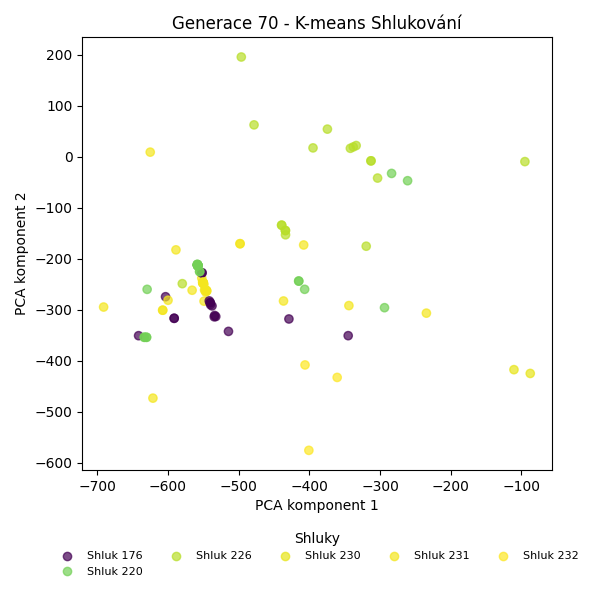 Generace 70 - K-means Shlukování
200
100
0
−100
−200
−300
−400
−500
−600
PCA komponent 2
−700 −600 −500 −400 −300 −200 −100
PCA komponent 1
Shluky
Shluk 176 Shluk 226 Shluk 230 Shluk 231 Shluk 232
Shluk 220